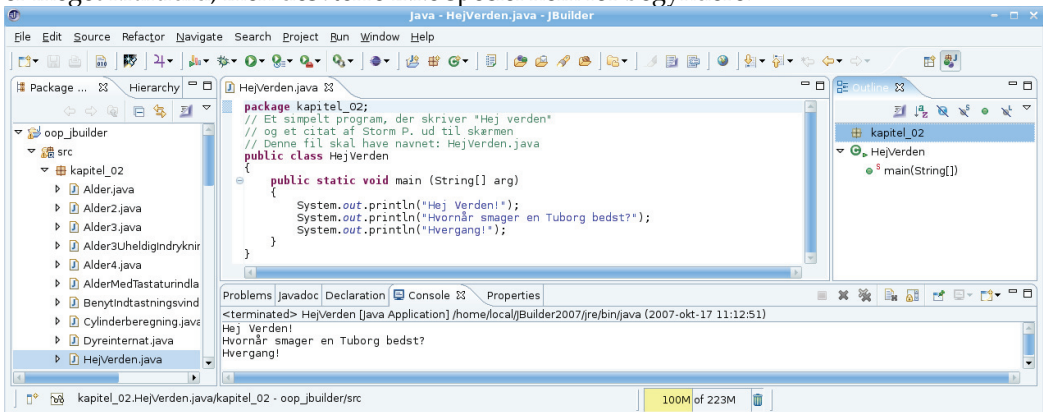 Java - HejVerden.java - JBuilder
File Edit Source Refactor Navigate Search Project Run Window Help
Package ... Hierarchy
oop_jbuilder
src
kapitel_02
Alder.java
Alder2.java
Alder3.java
Alder3UheldigIndryknir
Alder4.java
AlderMedTastaturindla
BenytIndtastningsvind
Cylinderberegning.java
Dyreinternat.java
HejVerden.java
HejVerden.java
package kapitel_02;
// Et simpelt program, der skriver "Hej verden"
// og et citat af Storm P. ud til skærmen
// Denne fil skal have navnet: HejVerden.java
public class HejVerden
{
public static void main (String[] arg)
{
System.out.println("Hej Verden!");
System.out.println("Hvornår smager en Tuborg bedst?");
System.out.println("Hvergang!");
}
}
Outline
kapitel_02
HejVerden
main(String[])
Problems Javadoc Declaration Console Properties
<terminated> HejVerden [Java Application] /home/local/JBuilder2007/jre/bin/java (2007-okt-17 11:12:51)
Hej Verden!
Hvornår smager en Tuborg bedst?
Hvergang!
kapitel_02.HejVerden.java/kapitel_02 - oop_jbuilder/src
100M of 223M